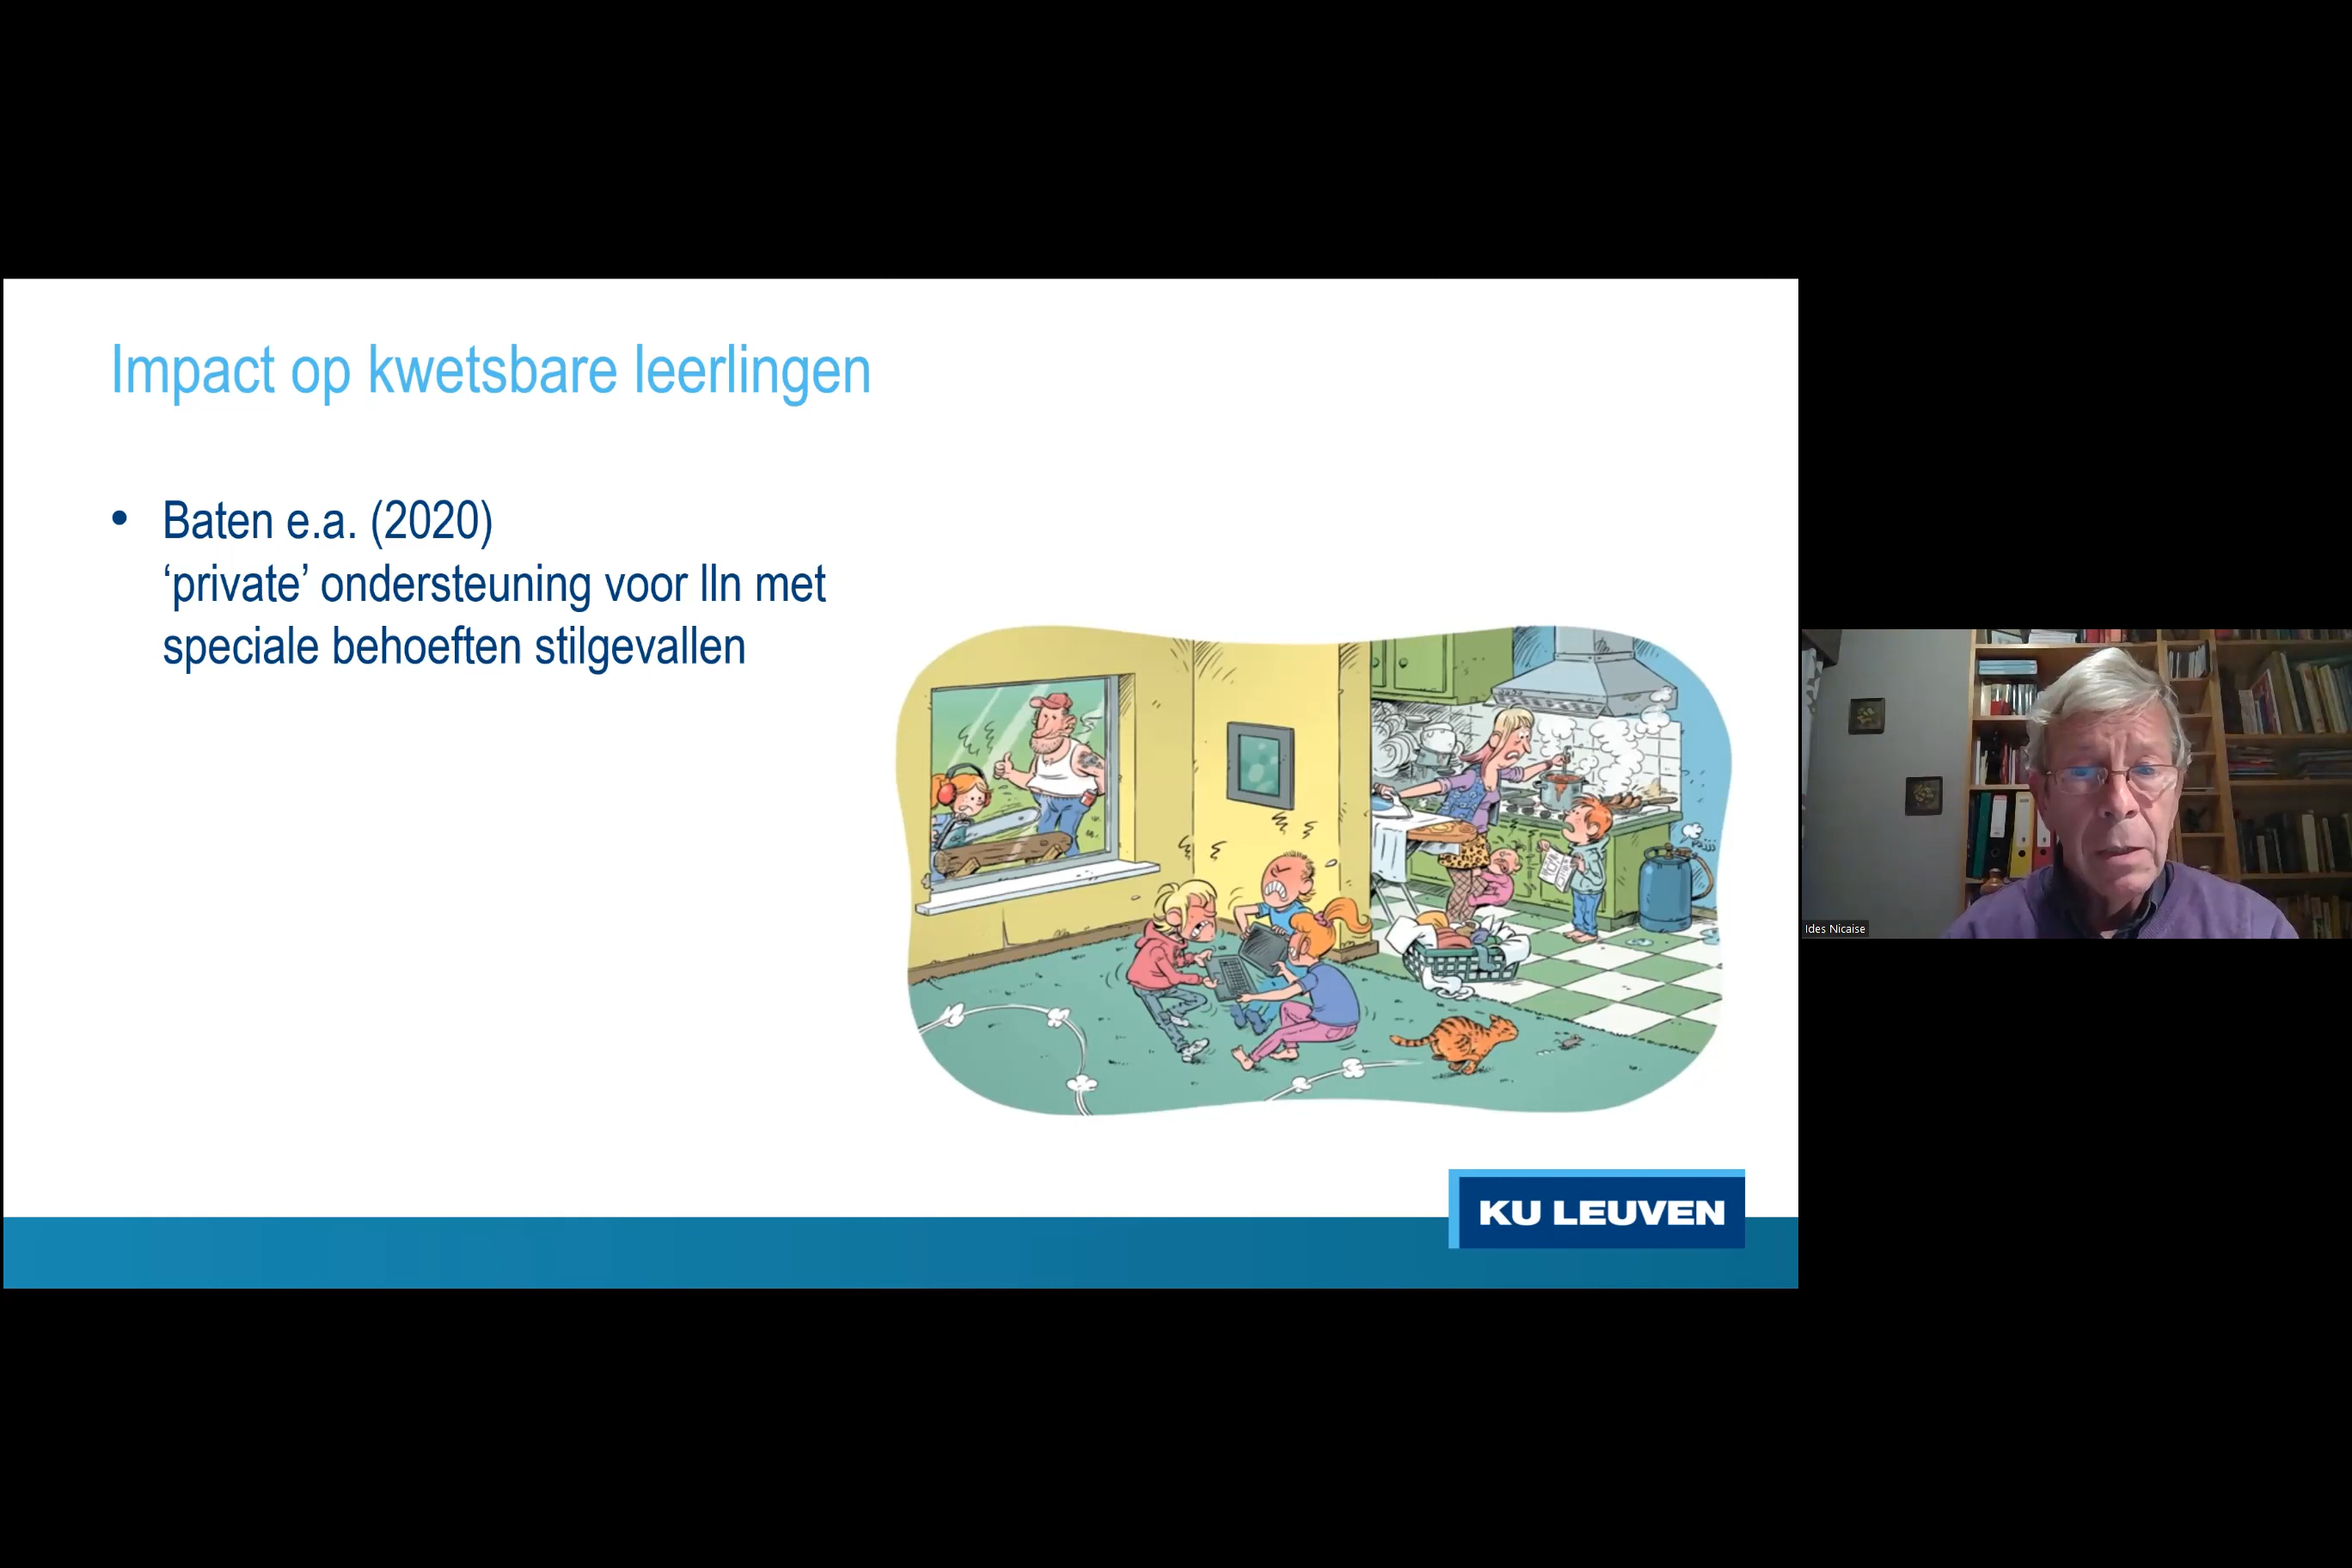 Impact op kwetsbare leerlingen
• Baten e.a. (2020)
‘private’ ondersteuning voor lln met
speciale behoeften stilgevallen
KU LEUVEN
Ides Nicaise